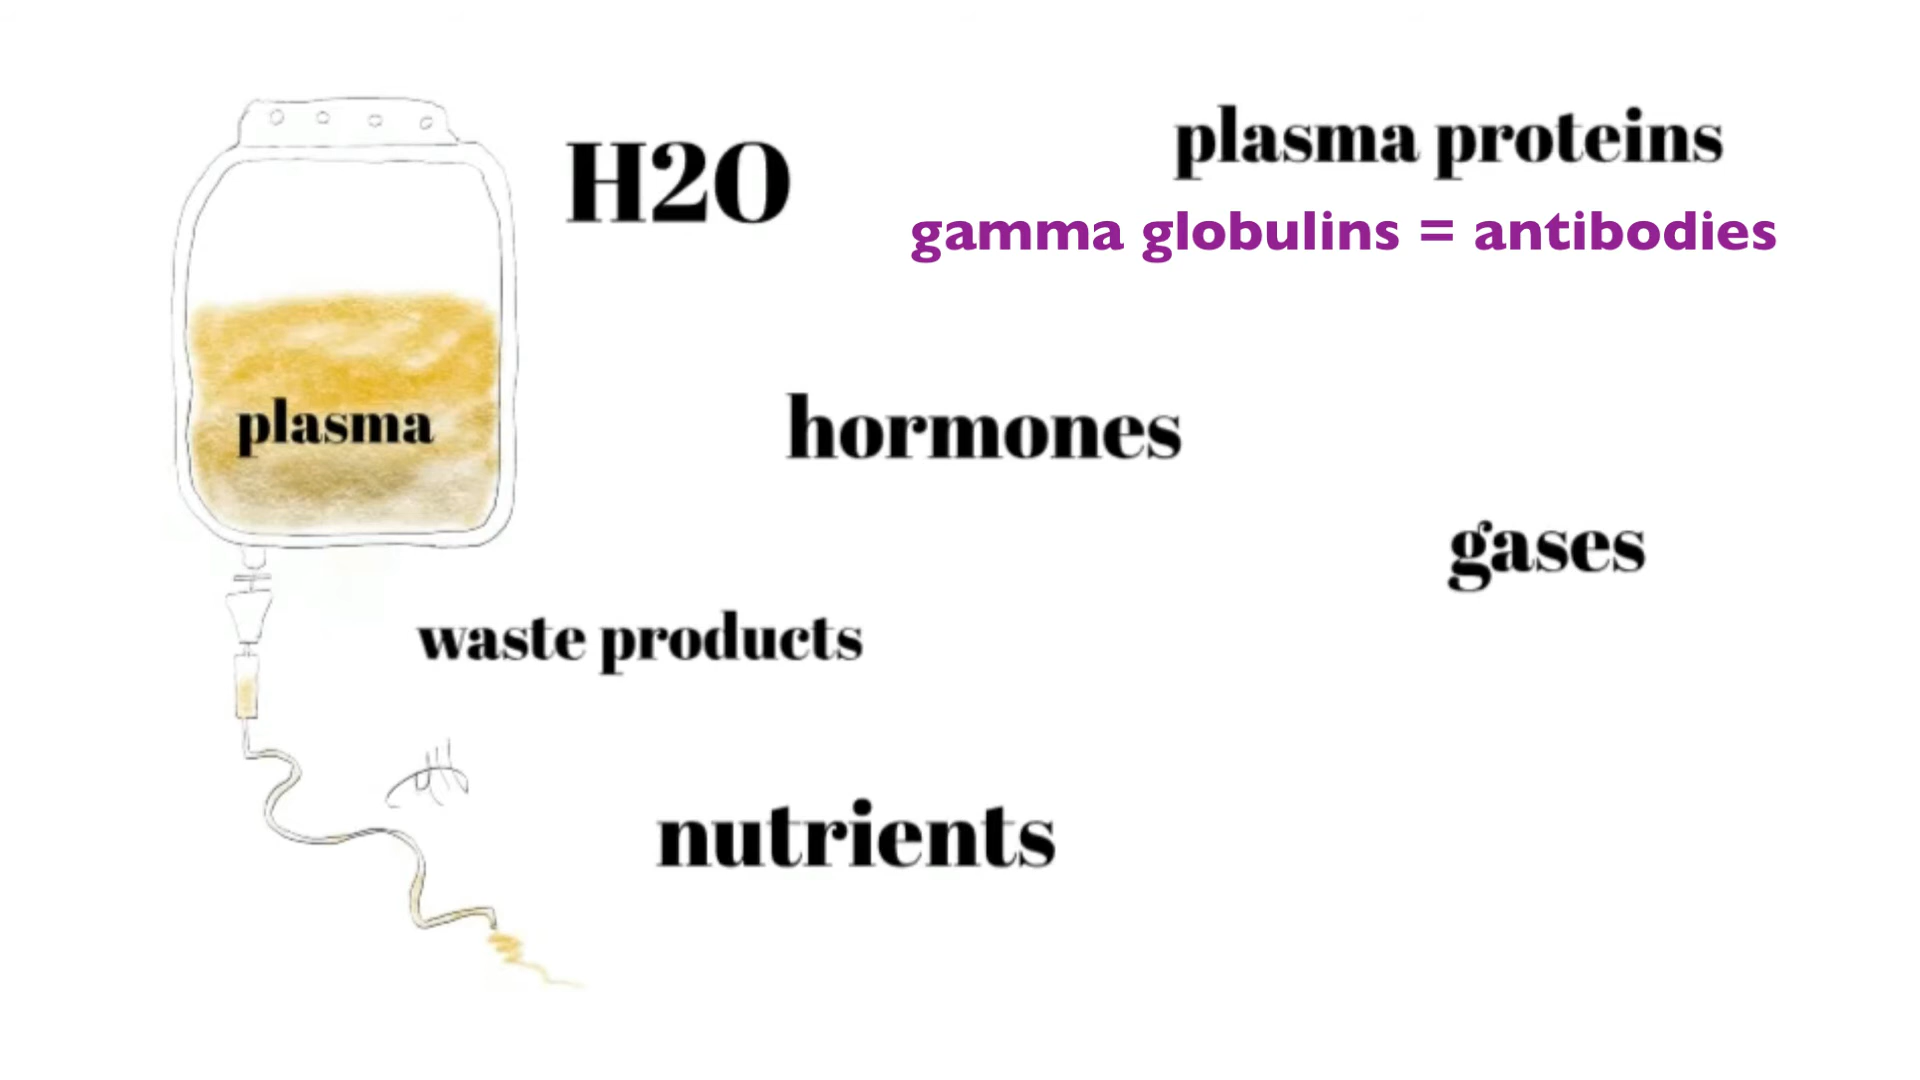 plasma proteins
H2O
gamma globulins = antibodies
plasma
hormones
gases
waste products
nutrients